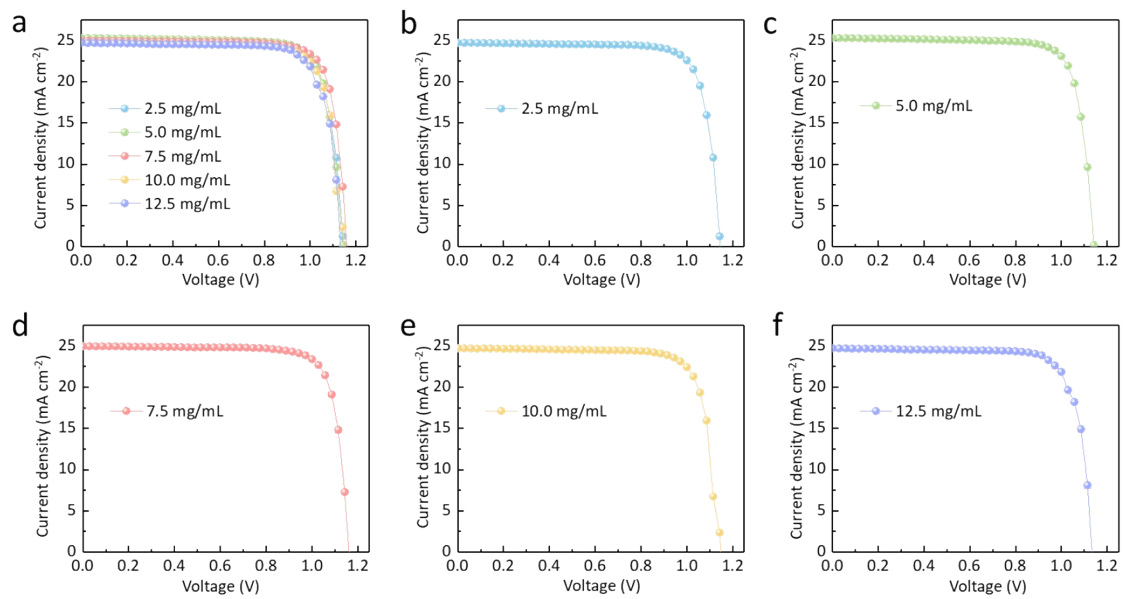 a
Current density (mA cm-2)
25
20
15
10
5
0
2.5 mg/mL
5.0 mg/mL
7.5 mg/mL
10.0 mg/mL
12.5 mg/mL
0.0 0.2 0.4 0.6 0.8 1.0 1.2
Voltage (V)
b
Current density (mA cm-2)
25
20
15
10
5
0
2.5 mg/mL
0.0 0.2 0.4 0.6 0.8 1.0 1.2
Voltage (V)
c
Current density (mA cm-2)
25
20
15
10
5
0
5.0 mg/mL
0.0 0.2 0.4 0.6 0.8 1.0 1.2
Voltage (V)
d
Current density (mA cm-2)
25
20
15
10
5
0
7.5 mg/mL
0.0 0.2 0.4 0.6 0.8 1.0 1.2
Voltage (V)
e
Current density (mA cm-2)
25
20
15
10
5
0
10.0 mg/mL
0.0 0.2 0.4 0.6 0.8 1.0 1.2
Voltage (V)
f
Current density (mA cm-2)
25
20
15
10
5
0
12.5 mg/mL
0.0 0.2 0.4 0.6 0.8 1.0 1.2
Voltage (V)